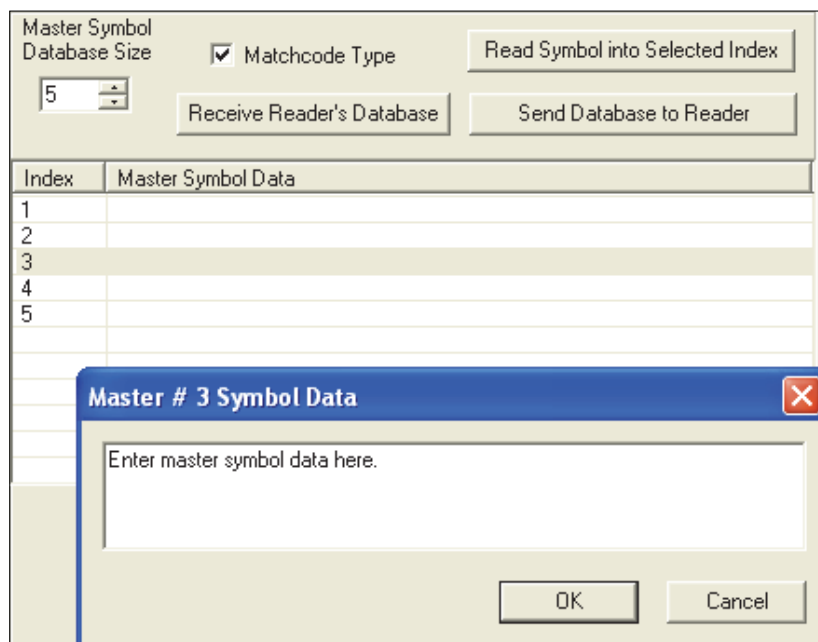 Master Symbol
Database Size
Matchcode Type
Read Symbol into Selected Index
5
Receive Reader's Database
Send Database to Reader
Index Master Symbol Data
1
2
3
4
5
Master # 3 Symbol Data
Enter master symbol data here.
OK Cancel